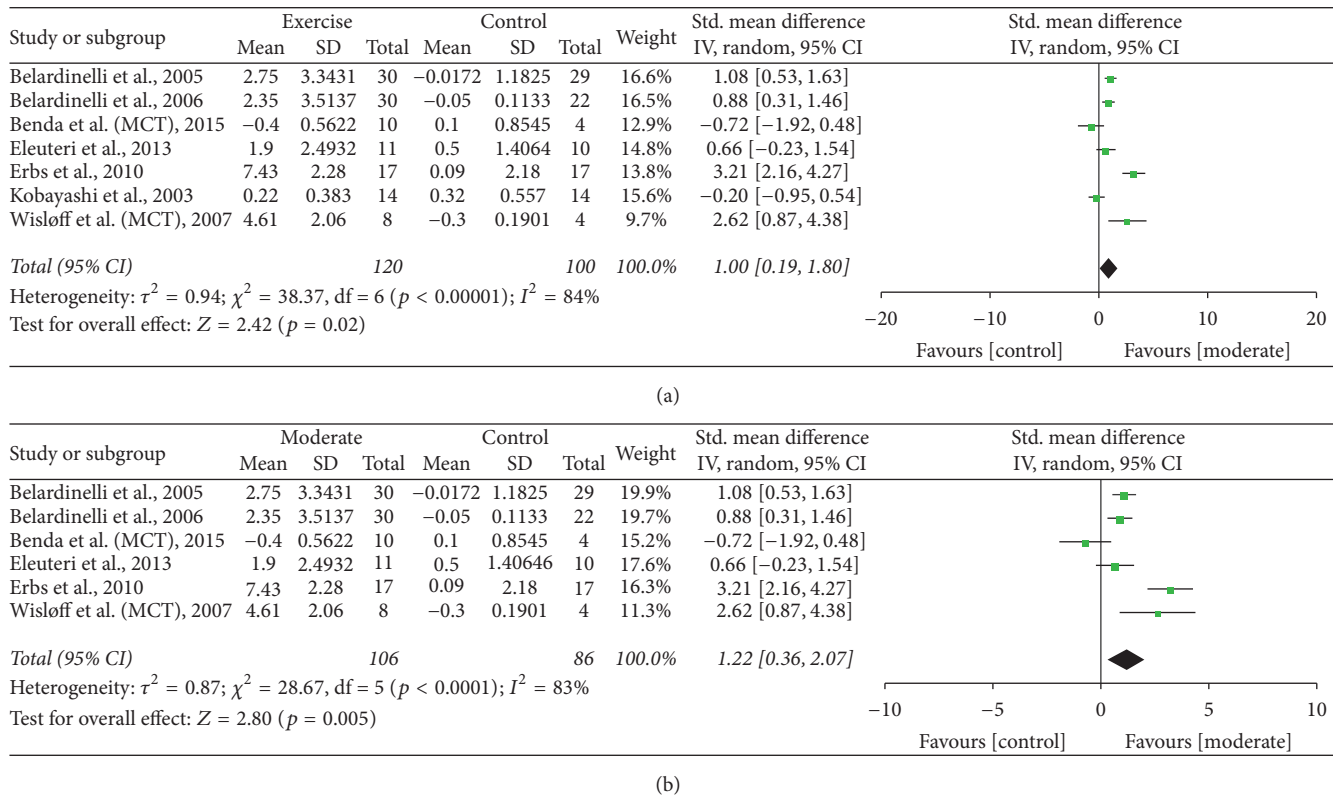 Study or subgroup Exercise Control Weight Std. mean difference Std. mean difference
Mean SD Total Mean SD Total IV, random, 95% CI IV, random, 95% CI
Belardinelli et al., 2005 2.75 3.3431 30 −0.0172 1.1825 29 16.6% 1.08 [0.53, 1.63]
Belardinelli et al., 2006 2.35 3.5137 30 −0.05 0.1133 22 16.5% 0.88 [0.31, 1.46]
Benda et al. (MCT), 2015 −0.4 0.5622 10 0.1 0.8545 4 12.9% −0.72 [−1.92, 0.48]
Eleuteri et al., 2013 1.9 2.4932 11 0.5 1.4064 10 14.8% 0.66 [−0.23, 1.54]
Erbs et al., 2010 7.43 2.28 17 0.09 2.18 17 13.8% 3.21 [2.16, 4.27]
Kobayashi et al., 2003 0.22 0.383 14 0.32 0.557 14 15.6% −0.20 [−0.95, 0.54]
Wisløff et al. (MCT), 2007 4.61 2.06 8 −0.3 0.1901 4 9.7% 2.62 [0.87, 4.38]
Total (95% CI) 120 100 100.0% 1.00 [0.19, 1.80]
Heterogeneity: τ² = 0.94; χ² = 38.37, df = 6 (p < 0.00001); I² = 84%
Test for overall effect: Z = 2.42 (p = 0.02)
−20 −10 0 10 20
Favours [control] Favours [moderate]
(a)
Study or subgroup Moderate Control Weight Std. mean difference Std. mean difference
Mean SD Total Mean SD Total IV, random, 95% CI IV, random, 95% CI
Belardinelli et al., 2005 2.75 3.3431 30 −0.0172 1.1825 29 19.9% 1.08 [0.53, 1.63]
Belardinelli et al., 2006 2.35 3.5137 30 −0.05 0.1133 22 19.7% 0.88 [0.31, 1.46]
Benda et al. (MCT), 2015 −0.4 0.5622 10 0.1 0.8545 4 15.2% −0.72 [−1.92, 0.48]
Eleuteri et al., 2013 1.9 2.4932 11 0.5 1.40646 10 17.6% 0.66 [−0.23, 1.54]
Erbs et al., 2010 7.43 2.28 17 0.09 2.18 17 16.3% 3.21 [2.16, 4.27]
Wisløff et al. (MCT), 2007 4.61 2.06 8 −0.3 0.1901 4 11.3% 2.62 [0.87, 4.38]
Total (95% CI) 106 86 100.0% 1.22 [0.36, 2.07]
Heterogeneity: τ² = 0.87; χ² = 28.67, df = 5 (p < 0.0001); I² = 83%
Test for overall effect: Z = 2.80 (p = 0.005)
−10 −5 0 5 10
Favours [control] Favours [moderate]
(b)